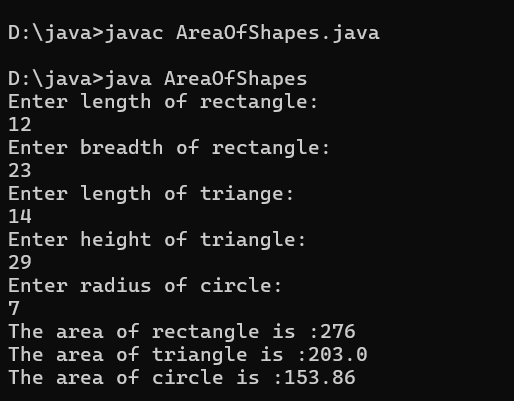 D:\java>javac AreaOfShapes.java
D:\java>java AreaOfShapes
Enter length of rectangle:
12
Enter breadth of rectangle:
23
Enter length of triange:
14
Enter height of triangle:
29
Enter radius of circle:
7
The area of rectangle is :276
The area of triangle is :203.0
The area of circle is :153.86